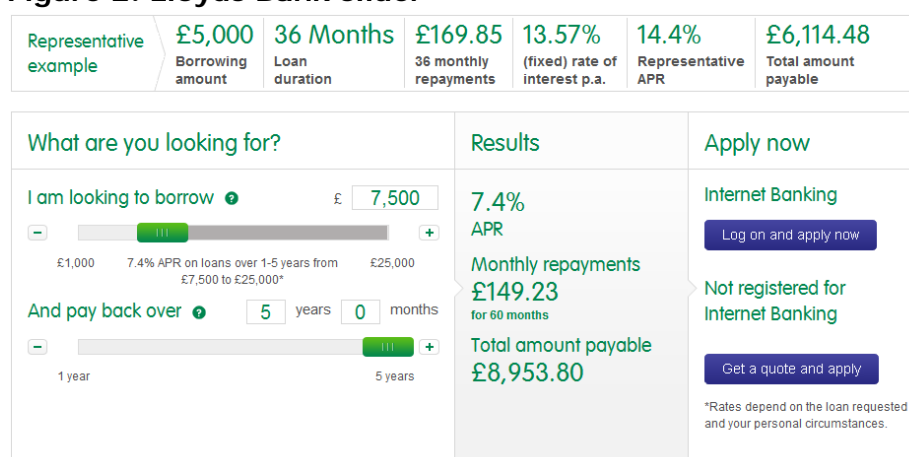 Representative example
£5,000 Borrowing amount
36 Months Loan duration
£169.85 36 monthly repayments
13.57% (fixed) rate of interest p.a.
14.4% Representative APR
£6,114.48 Total amount payable
What are you looking for?
I am looking to borrow ? £ 7,500
− +
£1,000 7.4% APR on loans over 1-5 years from £7,500 to £25,000* £25,000
And pay back over ? 5 years 0 months
− +
1 year 5 years
Results
7.4%
APR
Monthly repayments
£149.23
for 60 months
Total amount payable
£8,953.80
Apply now
Internet Banking
Log on and apply now
Not registered for
Internet Banking
Get a quote and apply
*Rates depend on the loan requested
and your personal circumstances.